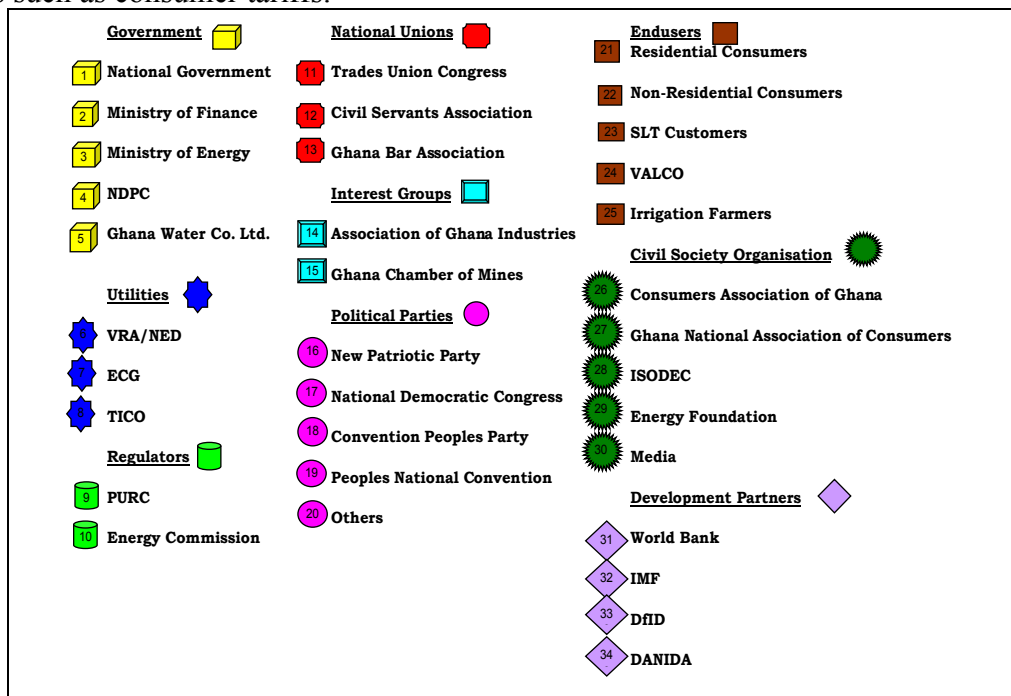 such as consumer tariffs.
Government
1 National Government
2 Ministry of Finance
3 Ministry of Energy
4 NDPC
5 Ghana Water Co. Ltd.
Utilities
6 VRA/NED
7 ECG
8 TICO
Regulators
9 PURC
10 Energy Commission
National Unions
11 Trades Union Congress
12 Civil Servants Association
13 Ghana Bar Association
Interest Groups
14 Association of Ghana Industries
15 Ghana Chamber of Mines
Political Parties
16 New Patriotic Party
17 National Democratic Congress
18 Convention Peoples Party
19 Peoples National Convention
20 Others
Endusers
21 Residential Consumers
22 Non-Residential Consumers
23 SLT Customers
24 VALCO
25 Irrigation Farmers
Civil Society Organisation
26 Consumers Association of Ghana
27 Ghana National Association of Consumers
28 ISODEC
29 Energy Foundation
30 Media
Development Partners
31 World Bank
32 IMF
33 DfID
34 DANIDA